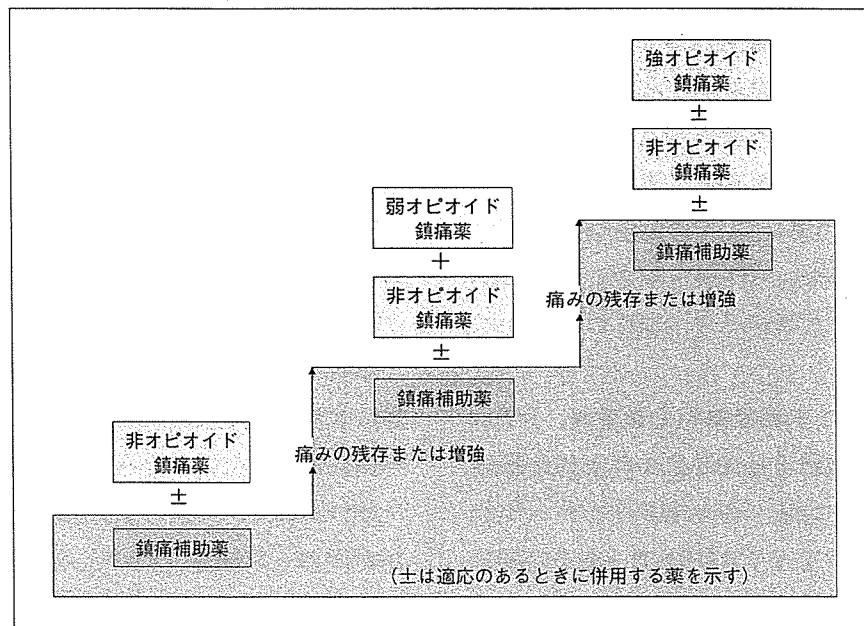 強オピオイド
鎮痛薬
±
非オピオイド
鎮痛薬
±
鎮痛補助薬
弱オピオイド
鎮痛薬
+
非オピオイド
鎮痛薬
±
鎮痛補助薬
痛みの残存または増強
非オピオイド
鎮痛薬
±
鎮痛補助薬
痛みの残存または増強
(±は適応のあるときに併用する薬を示す)